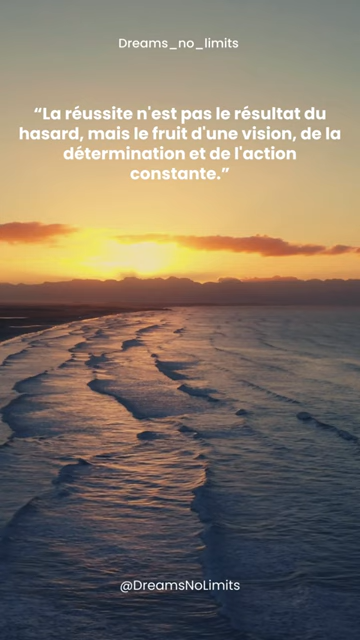 Dreams_no_limits
“La réussite n'est pas le résultat du
hasard, mais le fruit d'une vision, de la
détermination et de l'action
constante.”
@DreamsNoLimits